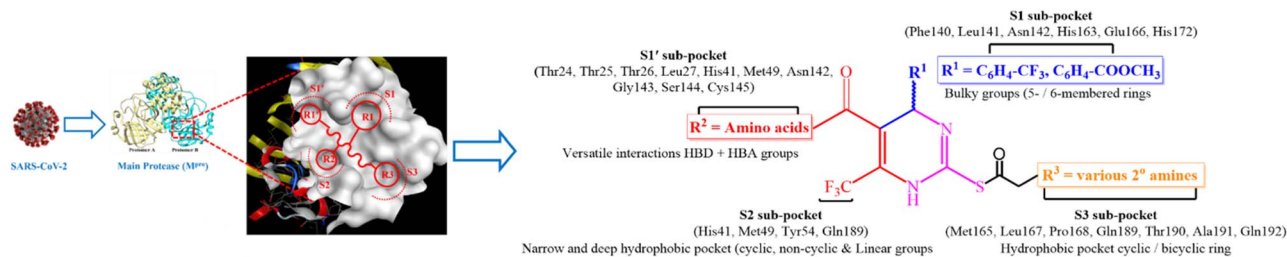 SARS-CoV-2
Protomer A
Protomer B
Main Protease (Mᵖʳᵒ)
S1'
S1
R1'
R1
R2
R3
S2
S3
S1' sub-pocket
(Thr24, Thr25, Thr26, Leu27, His41, Met49, Asn142,
Gly143, Ser144, Cys145)
R² = Amino acids
Versatile interactions HBD + HBA groups
S1 sub-pocket
(Phe140, Leu141, Asn142, His163, Glu166, His172)
R¹ = C₆H₄-CF₃, C₆H₄-COOCH₃
Bulky groups (5- / 6-membered rings
O
R¹
N
N
H
F₃C
S
O
R³ = various 2° amines
S2 sub-pocket
(His41, Met49, Tyr54, Gln189)
Narrow and deep hydrophobic pocket (cyclic, non-cyclic & Linear groups
S3 sub-pocket
(Met165, Leu167, Pro168, Gln189, Thr190, Ala191, Gln192)
Hydrophobic pocket cyclic / bicyclic ring